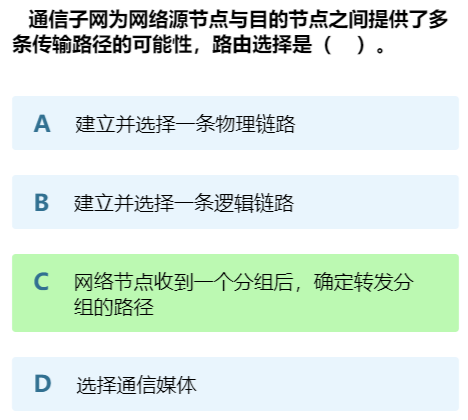 通信子网为网络源节点与目的节点之间提供了多
条传输路径的可能性，路由选择是（　）。
A 建立并选择一条物理链路
B 建立并选择一条逻辑链路
C 网络节点收到一个分组后，确定转发分
组的路径
D 选择通信媒体